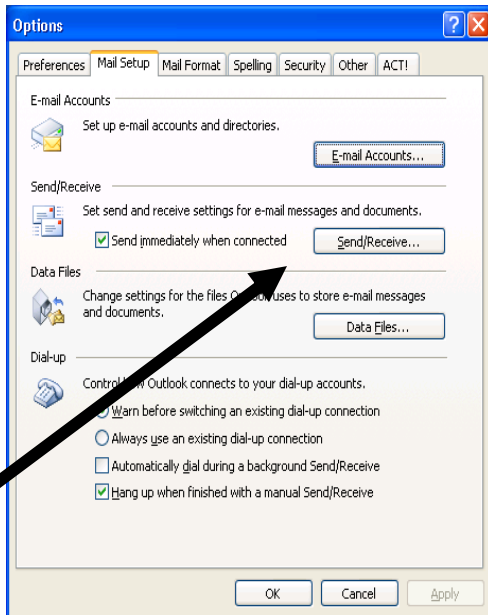 Options
Preferences Mail Setup Mail Format Spelling Security Other ACT!
E-mail Accounts
Set up e-mail accounts and directories.
E-mail Accounts...
Send/Receive
Set send and receive settings for e-mail messages and documents.
Send immediately when connected
Send/Receive...
Data Files
Change settings for the files Outlook uses to store e-mail messages
and documents.
Data Files...
Dial-up
Control how Outlook connects to your dial-up accounts.
Warn before switching an existing dial-up connection
Always use an existing dial-up connection
Automatically dial during a background Send/Receive
Hang up when finished with a manual Send/Receive
OK Cancel Apply